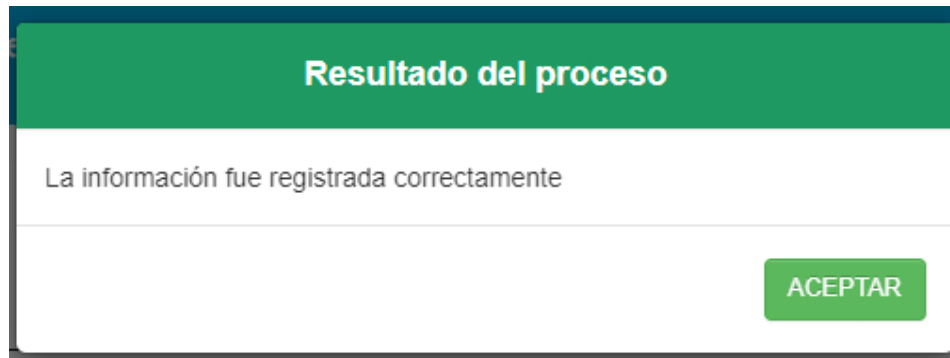 Resultado del proceso
La información fue registrada correctamente
ACEPTAR